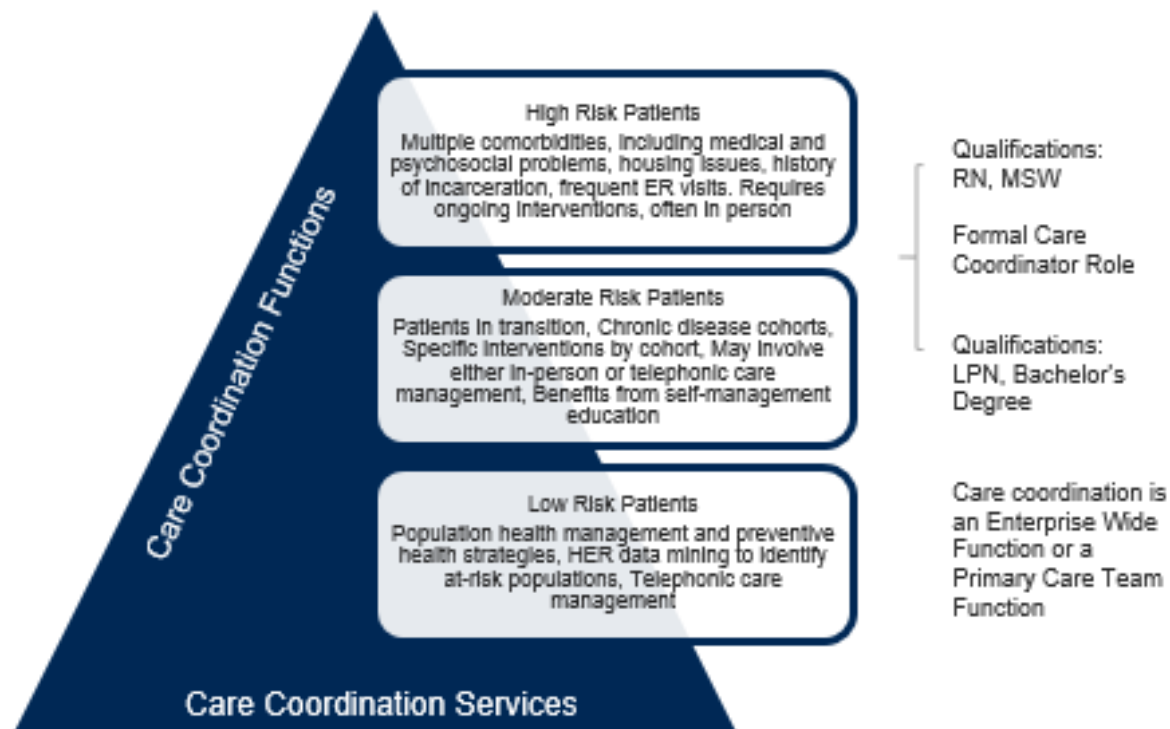 Care Coordination Functions
High Risk Patients
Multiple comorbidities, including medical and
psychosocial problems, housing issues, history
of incarceration, frequent ER visits. Requires
ongoing interventions, often in person
Moderate Risk Patients
Patients in transition, Chronic disease cohorts,
Specific interventions by cohort, May involve
either in-person or telephonic care
management, Benefits from self-management
education
Low Risk Patients
Population health management and preventive
health strategies, HER data mining to identify
at-risk populations, Telephonic care
management
Care Coordination Services
Qualifications:
RN, MSW
Formal Care
Coordinator Role
Qualifications:
LPN, Bachelor's
Degree
Care coordination is
an Enterprise Wide
Function or a
Primary Care Team
Function